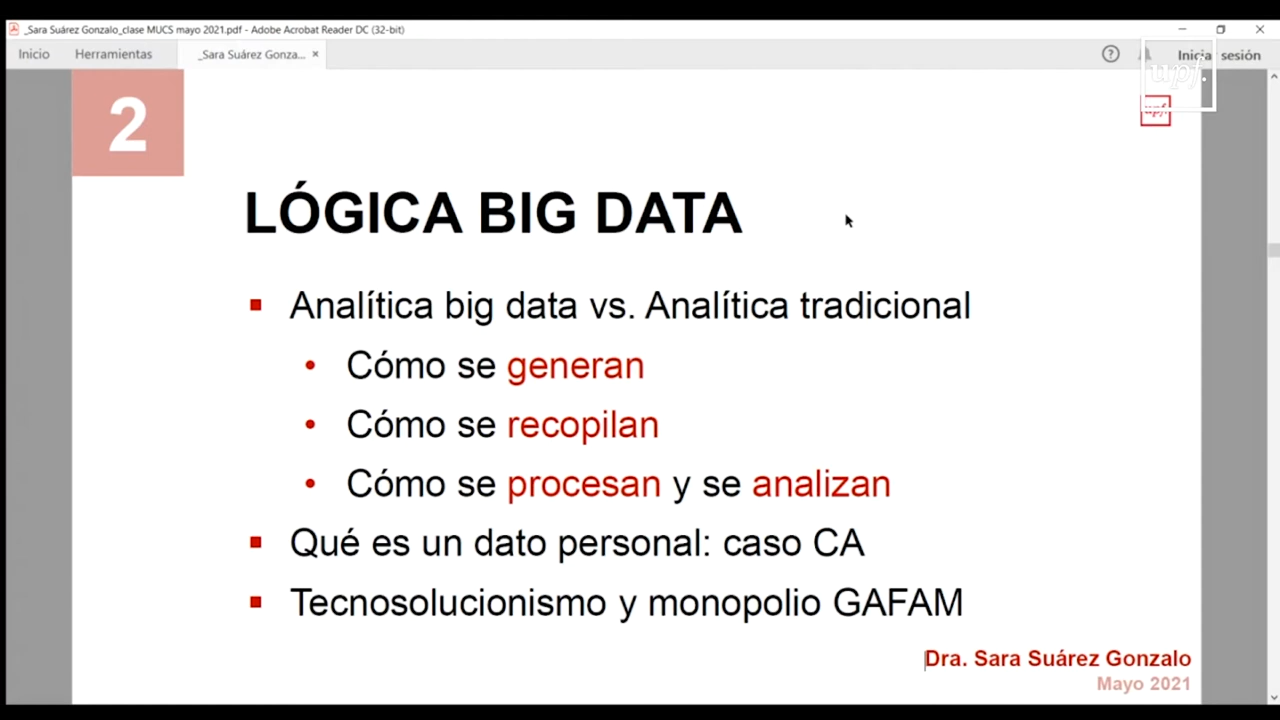 _Sara Suárez Gonzalo_clase MUCS mayo 2021.pdf - Adobe Acrobat Reader DC (32-bit)
Inicio Herramientas _Sara Suárez Gonza... × Iniciar sesión
upf.
upf.
2
LÓGICA BIG DATA
Analítica big data vs. Analítica tradicional
Cómo se generan
Cómo se recopilan
Cómo se procesan y se analizan
Qué es un dato personal: caso CA
Tecnosolucionismo y monopolio GAFAM
Dra. Sara Suárez Gonzalo
Mayo 2021